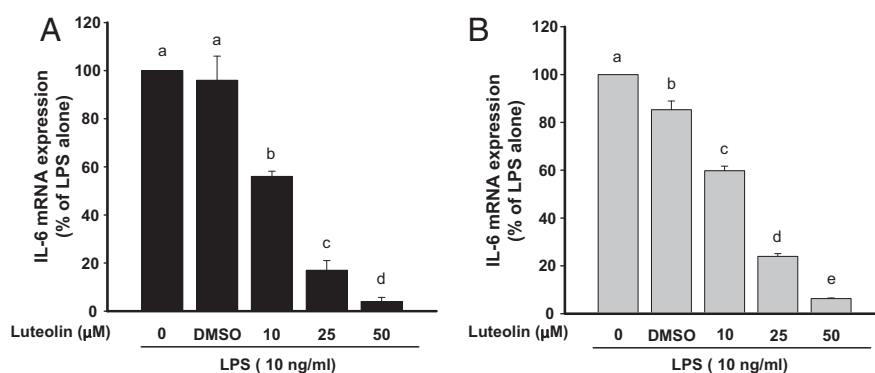 A
IL-6 mRNA expression
(% of LPS alone)
120
100
80
60
40
20
0
a
a
b
c
d
Luteolin (µM) 0 DMSO 10 25 50
LPS ( 10 ng/ml)
B
IL-6 mRNA expression
(% of LPS alone)
120
100
80
60
40
20
0
a
b
c
d
e
Luteolin (µM) 0 DMSO 10 25 50
LPS ( 10 ng/ml)